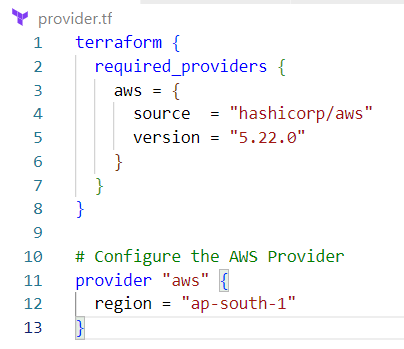 provider.tf
1 terraform {
2   required_providers {
3     aws = {
4       source  = "hashicorp/aws"
5       version = "5.22.0"
6     }
7   }
8 }
9
10 # Configure the AWS Provider
11 provider "aws" {
12   region = "ap-south-1"
13 }